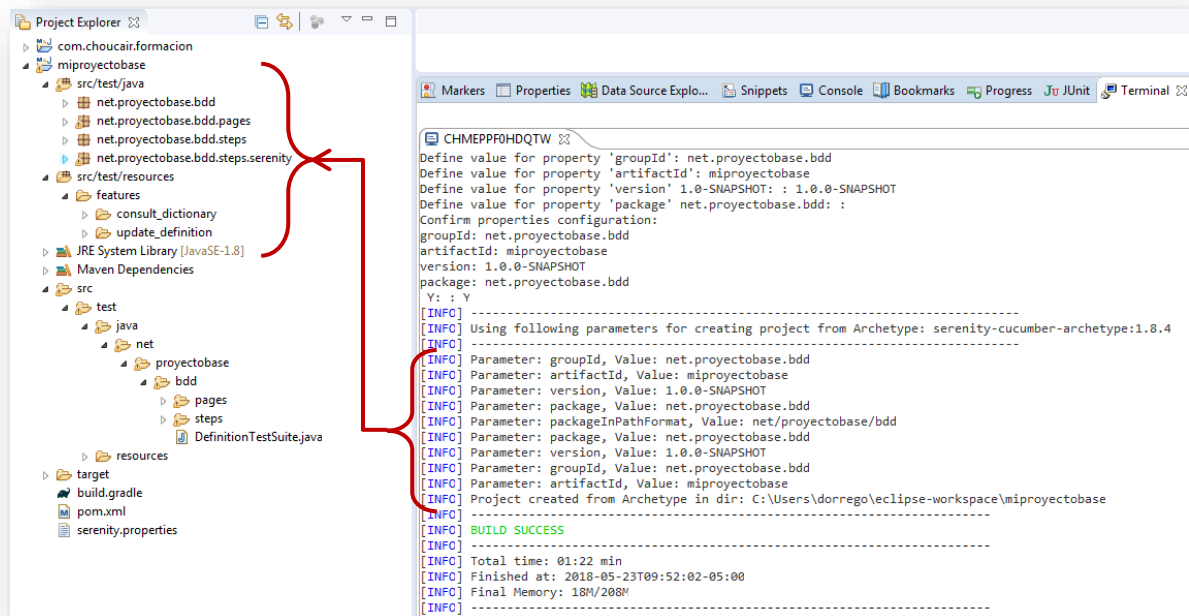 Project Explorer
com.choucair.formacion
miproyectobase
src/test/java
net.proyectobase.bdd
net.proyectobase.bdd.pages
net.proyectobase.bdd.steps
net.proyectobase.bdd.steps.serenity
src/test/resources
features
consult_dictionary
update_definition
JRE System Library [JavaSE-1.8]
Maven Dependencies
src
test
java
net
proyectobase
bdd
pages
steps
DefinitionTestSuite.java
resources
target
build.gradle
pom.xml
serenity.properties
Markers Properties Data Source Explo... Snippets Console Bookmarks Progress JUnit Terminal
CHMEPPF0HDQTW
Define value for property 'groupId': net.proyectobase.bdd
Define value for property 'artifactId': miproyectobase
Define value for property 'version' 1.0-SNAPSHOT: : 1.0.0-SNAPSHOT
Define value for property 'package' net.proyectobase.bdd: :
Confirm properties configuration:
groupId: net.proyectobase.bdd
artifactId: miproyectobase
version: 1.0.0-SNAPSHOT
package: net.proyectobase.bdd
Y: : Y
[INFO] ---------------------------------------------------------------------
[INFO] Using following parameters for creating project from Archetype: serenity-cucumber-archetype:1.8.4
[INFO] ---------------------------------------------------------------------
[INFO] Parameter: groupId, Value: net.proyectobase.bdd
[INFO] Parameter: artifactId, Value: miproyectobase
[INFO] Parameter: version, Value: 1.0.0-SNAPSHOT
[INFO] Parameter: package, Value: net.proyectobase.bdd
[INFO] Parameter: packageInPathFormat, Value: net/proyectobase/bdd
[INFO] Parameter: package, Value: net.proyectobase.bdd
[INFO] Parameter: version, Value: 1.0.0-SNAPSHOT
[INFO] Parameter: groupId, Value: net.proyectobase.bdd
[INFO] Parameter: artifactId, Value: miproyectobase
[INFO] Project created from Archetype in dir: C:\Users\dorrego\eclipse-workspace\miproyectobase
[INFO] -----------------------------------------------------------------
[INFO] BUILD SUCCESS
[INFO] -----------------------------------------------------------------
[INFO] Total time: 01:22 min
[INFO] Finished at: 2018-05-23T09:52:02-05:00
[INFO] Final Memory: 18M/208M
[INFO] -----------------------------------------------------------------